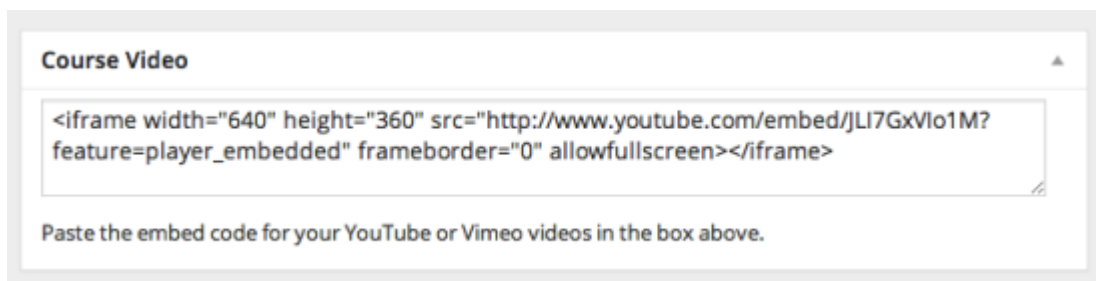 Course Video
<iframe width="640" height="360" src="http://www.youtube.com/embed/JLI7GxVIo1M?
feature=player_embedded" frameborder="0" allowfullscreen></iframe>
Paste the embed code for your YouTube or Vimeo videos in the box above.